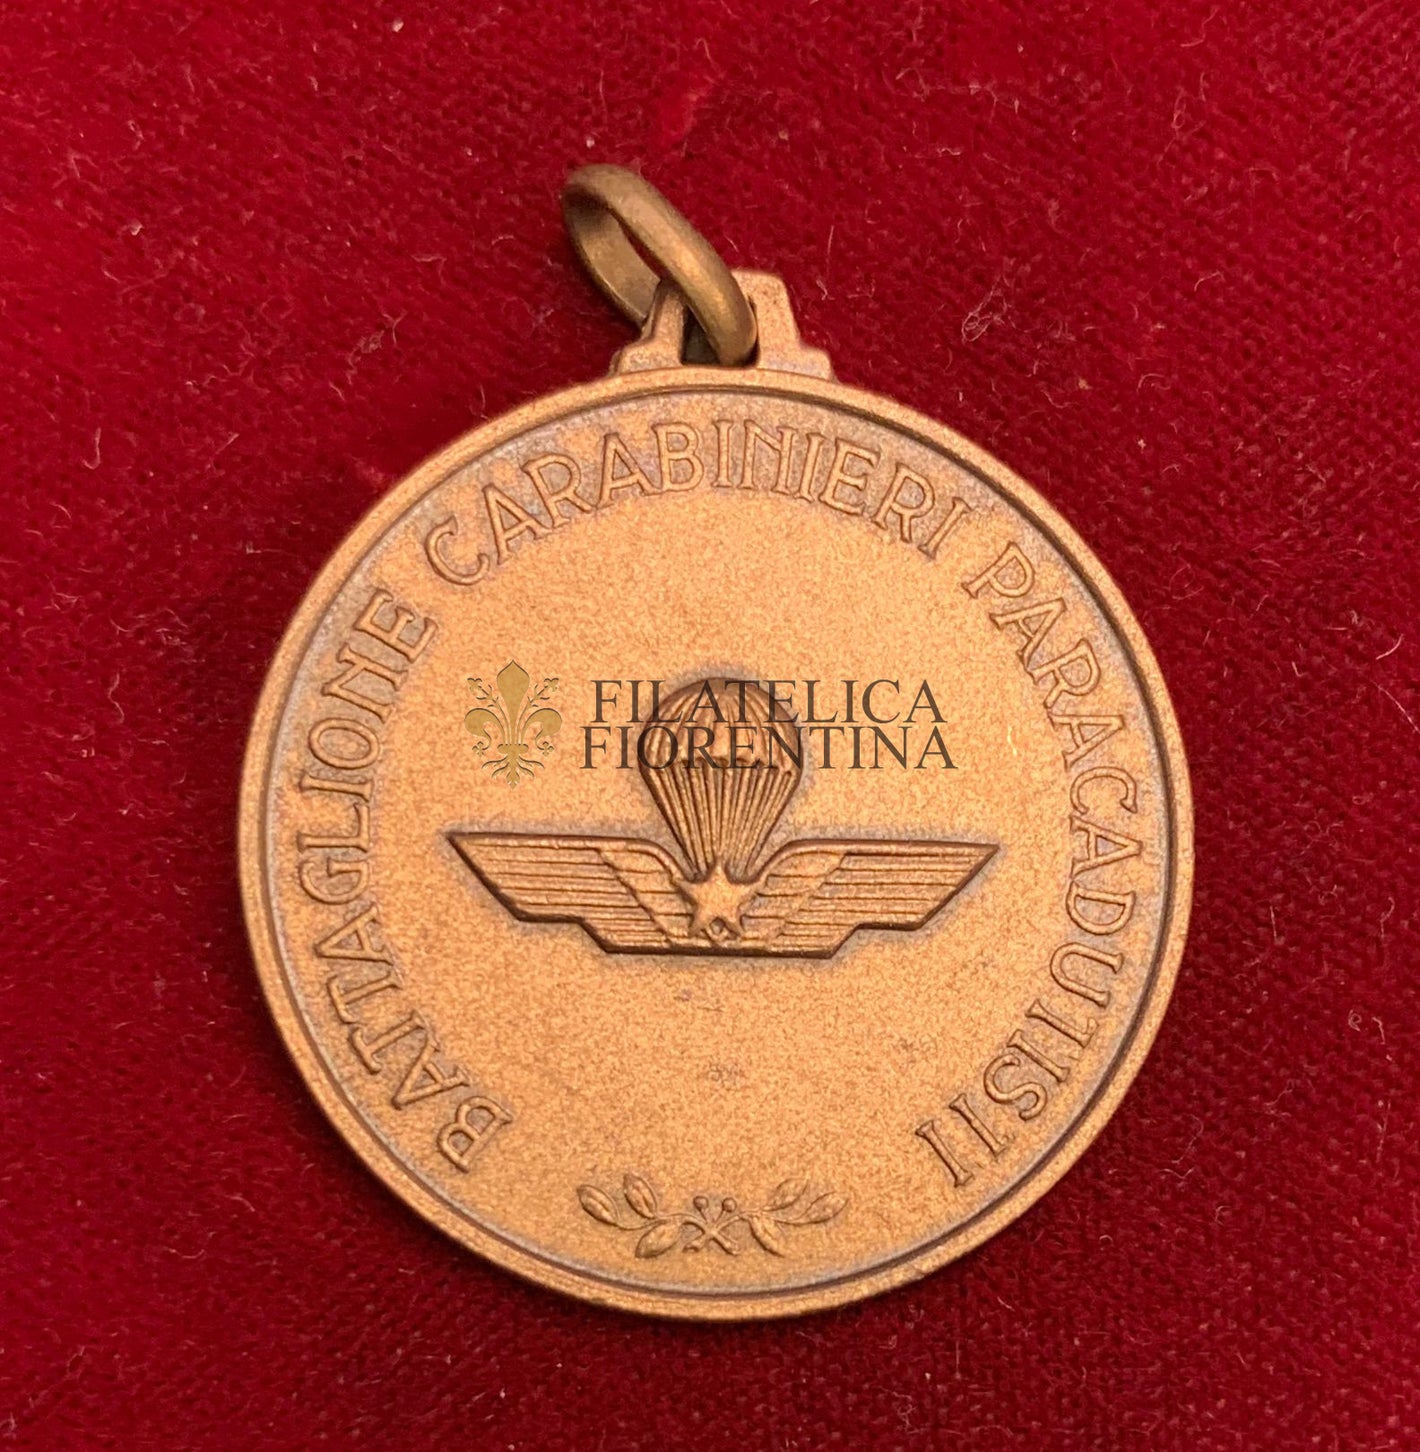 BATTAGLIONE CARABINIERI PARACADUTISTI
FILATELICA
FIORENTINA